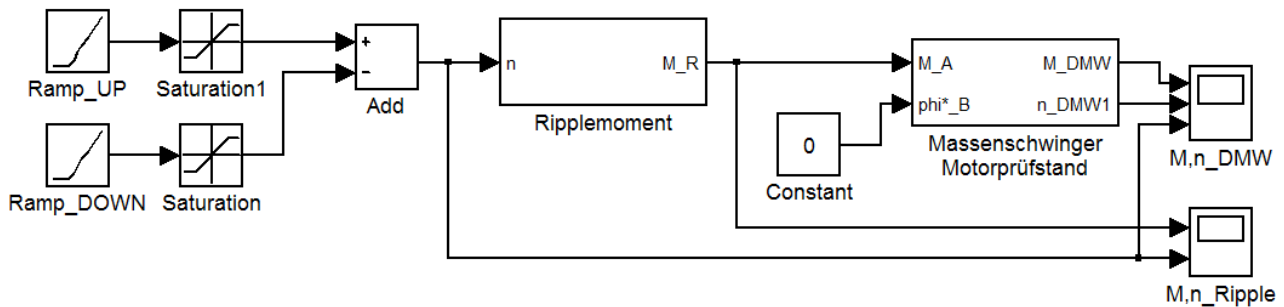 Ramp_UP
Saturation1
+
−
Add
n
M_R
Ripplemoment
M_A
phi*_B
M_DMW
n_DMW1
Massenschwinger
Motorprüfstand
0
Constant
M,n_DMW
Ramp_DOWN
Saturation
M,n_Ripple